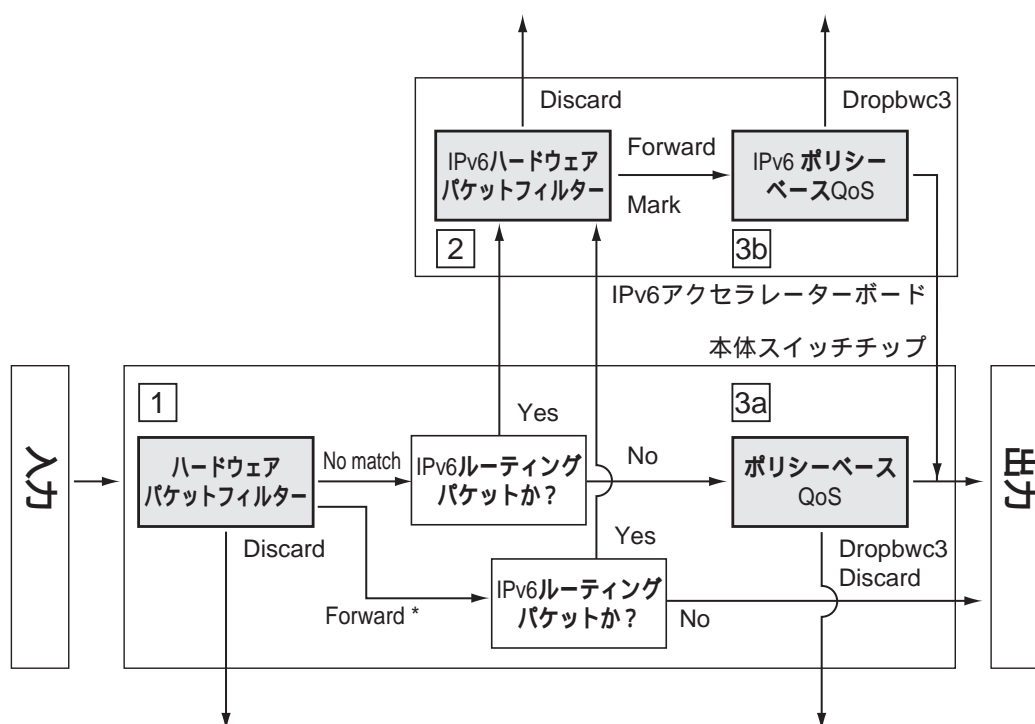 Discard
Dropbwc3
IPv6ハードウェア
パケットフィルター
Forward
Mark
IPv6 ポリシー
ベースQoS
2
3b
IPv6アクセラレーターボード
本体スイッチチップ
入力
1
ハードウェア
パケットフィルター
No match
Yes
IPv6ルーティング
パケットか？
No
3a
ポリシーベース
QoS
出力
Discard
Forward *
Yes
IPv6ルーティング
パケットか？
No
Dropbwc3
Discard